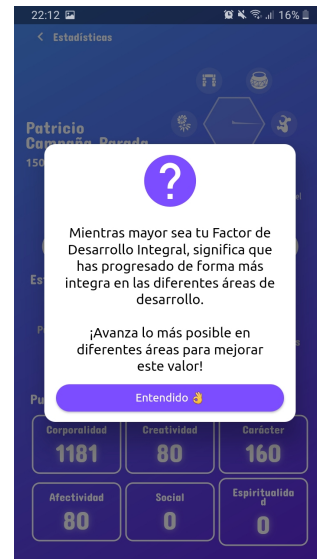 22:12 16%
Estadísticas
Patricio
Campaña Parada
150
?
Mientras mayor sea tu Factor de
Desarrollo Integral, significa que
has progresado de forma más
integra en las diferentes áreas de
desarrollo.
¡Avanza lo más posible en
diferentes áreas para mejorar
este valor!
Entendido 👌
Corporalidad Creatividad Carácter
1181 80 160
Afectividad Social Espiritualida
d
80 0 0